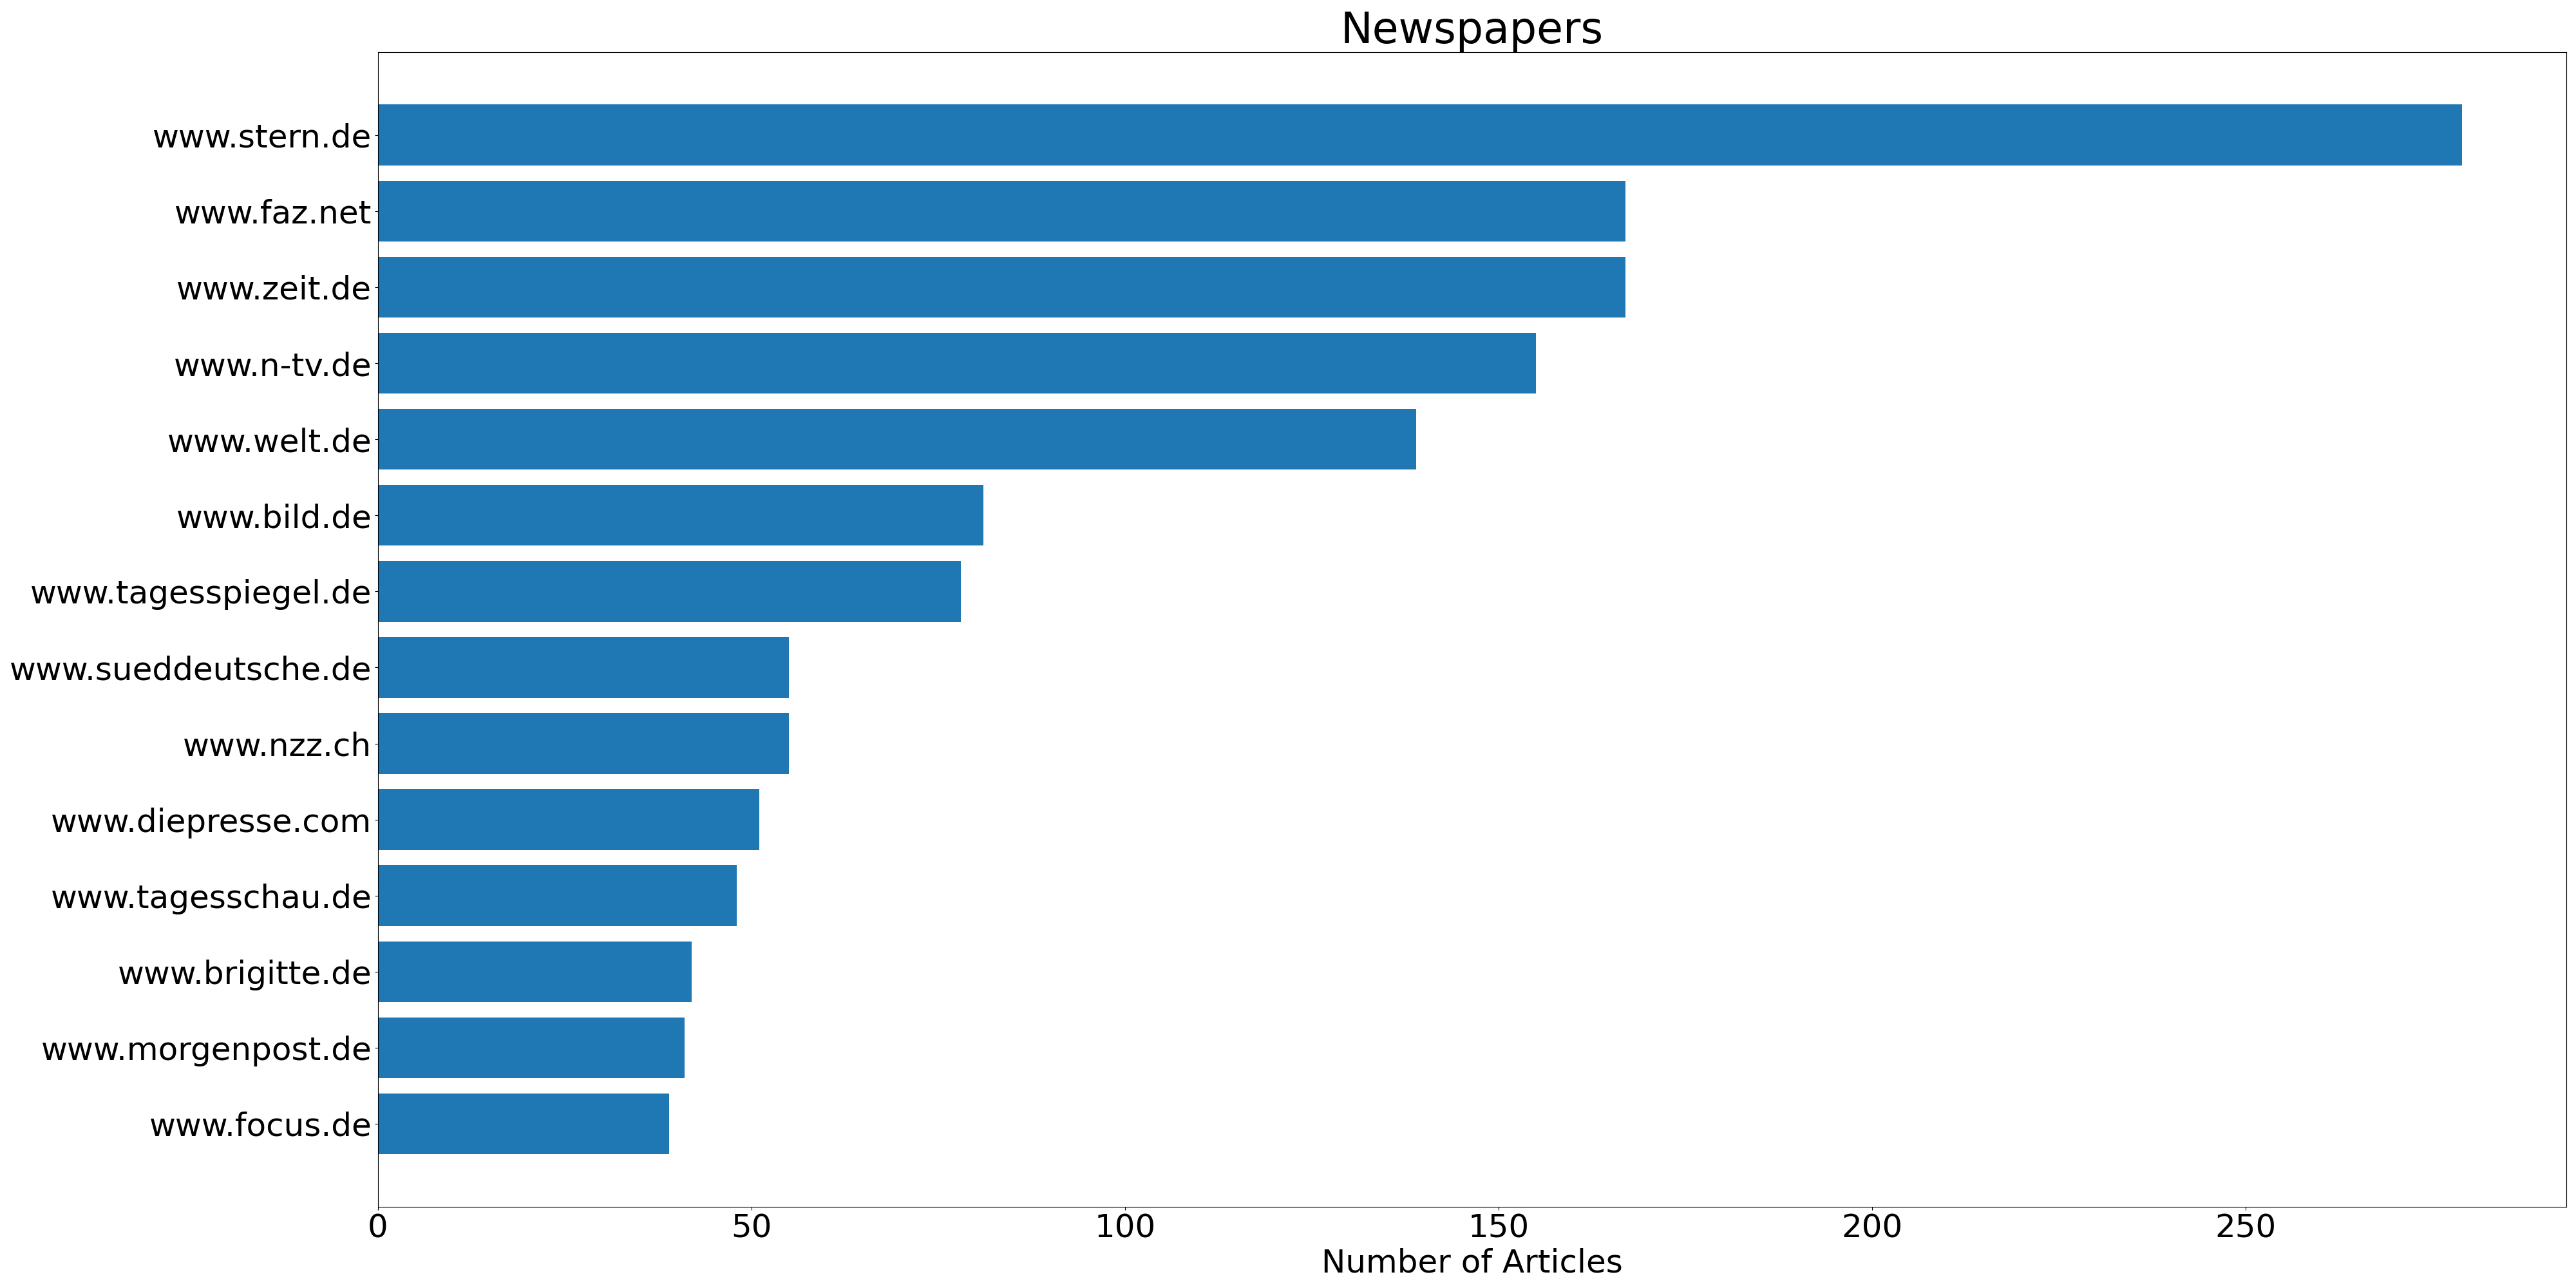 Newspapers
www.stern.de
www.faz.net
www.zeit.de
www.n-tv.de
www.welt.de
www.bild.de
www.tagesspiegel.de
www.sueddeutsche.de
www.nzz.ch
www.diepresse.com
www.tagesschau.de
www.brigitte.de
www.morgenpost.de
www.focus.de
0 50 100 150 200 250
Number of Articles